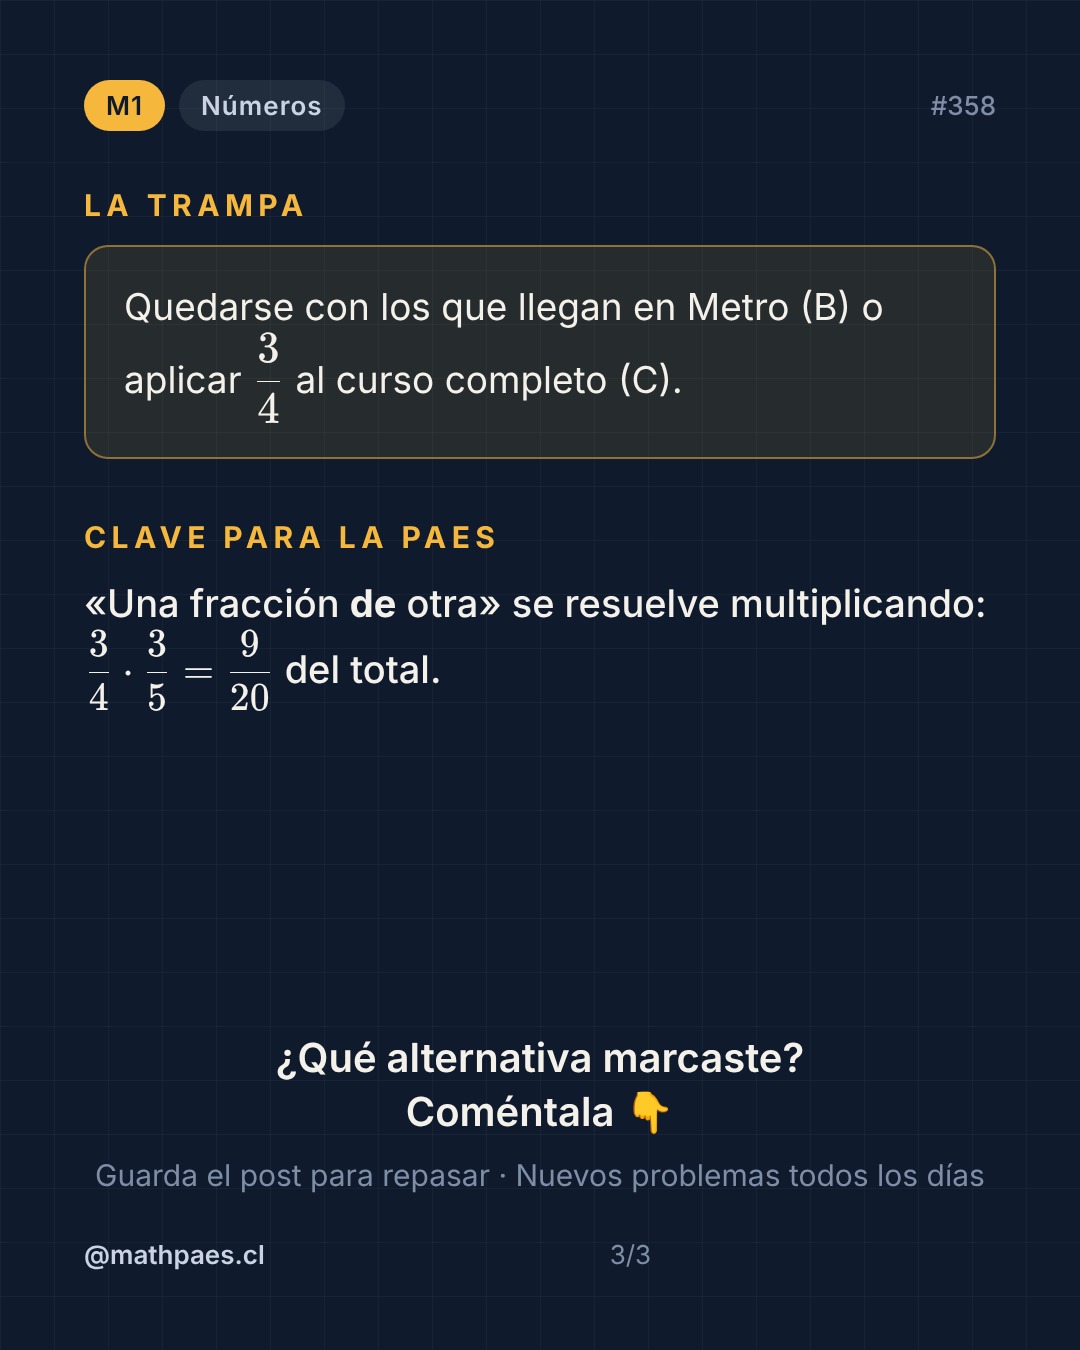 M1 Números #358
LA TRAMPA
Quedarse con los que llegan en Metro (B) o
aplicar 3/4 al curso completo (C).
CLAVE PARA LA PAES
«Una fracción de otra» se resuelve multiplicando:
3/4 · 3/5 = 9/20 del total.
¿Qué alternativa marcaste?
Coméntala 👇
Guarda el post para repasar · Nuevos problemas todos los días
@mathpaes.cl 3/3